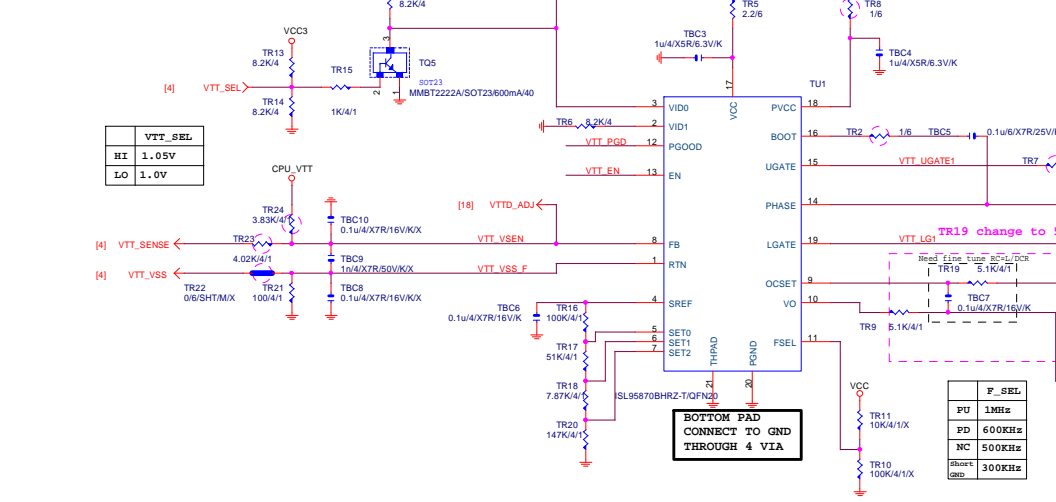 8.2K/4
TR5
2.2/6
TR8
1/6
VCC3
TR13
8.2K/4
TQ5
SOT23
MMBT2222A/SOT23/600mA/40
TBC3
1u/4/X5R/6.3V/K
TBC4
1u/4/X5R/6.3V/K
[4] VTT_SEL
TR15
1K/4/1
3
2
1
TR14
8.2K/4
17
TU1
VCC
3 VID0
PVCC 18
TR6 8.2K/4
2 VID1
BOOT 16
TR2 1/6
TBC5 0.1u/6/X7R/25V/
VTT_SEL
HI 1.05V
LO 1.0V
VTT_PGD 12 PGOOD
UGATE 15 VTT_UGATE1
TR7
VTT_EN 13 EN
CPU_VTT
PHASE 14
[18] VTTD_ADJ
TR24
3.83K/4/1
TBC10
0.1u/4/X7R/16V/K/X
TR19 change to 5
[4] VTT_SENSE
TR23
4.02K/4/1
VTT_VSEN 8 FB
LGATE 19 VTT_LG1
TBC9
1n/4/X7R/50V/K/X
Need fine tune RC=L/DCR
[4] VTT_VSS
VTT_VSS_F 1 RTN
TR22
0/6/SHT/M/X
TR21
100/4/1
TBC8
0.1u/4/X7R/16V/K/X
OCSET 9
TR19 5.1K/4/1
TBC7
0.1u/4/X7R/16V/K
4 SREF
VO 10
TBC6
0.1u/4/X7R/16V/K
TR16
100K/4/1
TR9 5.1K/4/1
5 SET0
6 SET1
7 SET2
FSEL 11
TR17
51K/4/1
THPAD
PGND
21
20
TR18
7.87K/4/1
ISL95870BHRZ-T/QFN20
VCC
TR20
147K/4/1
BOTTOM PAD
CONNECT TO GND
THROUGH 4 VIA
TR11
10K/4/1/X
TR10
100K/4/1/X
F_SEL
PU 1MHz
PD 600KHz
NC 500KHz
Short GND 300KHz